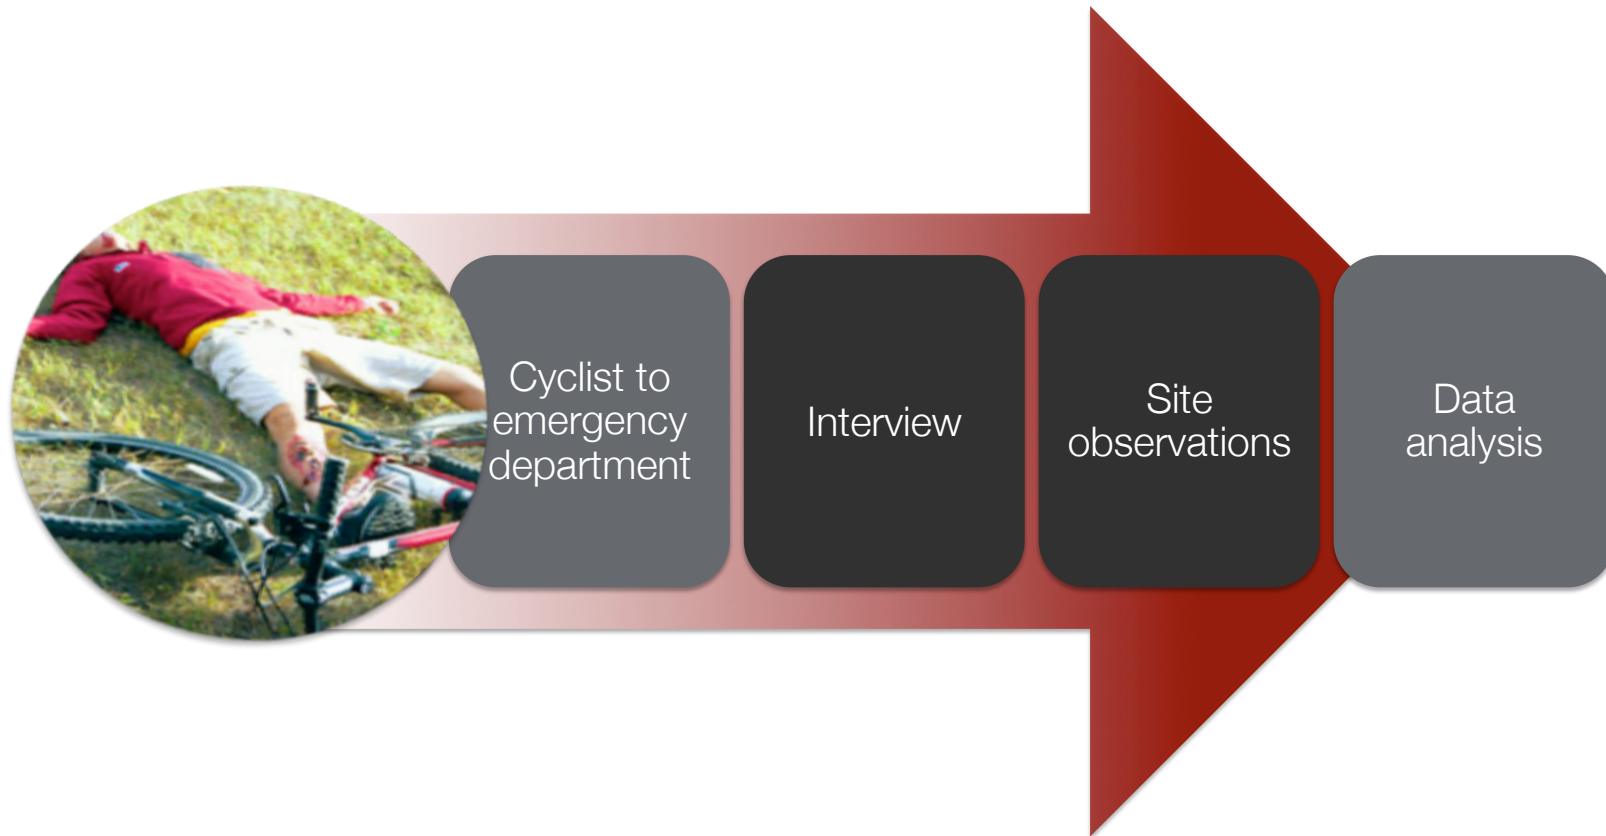 Cyclist to
emergency
department
Interview
Site
observations
Data
analysis